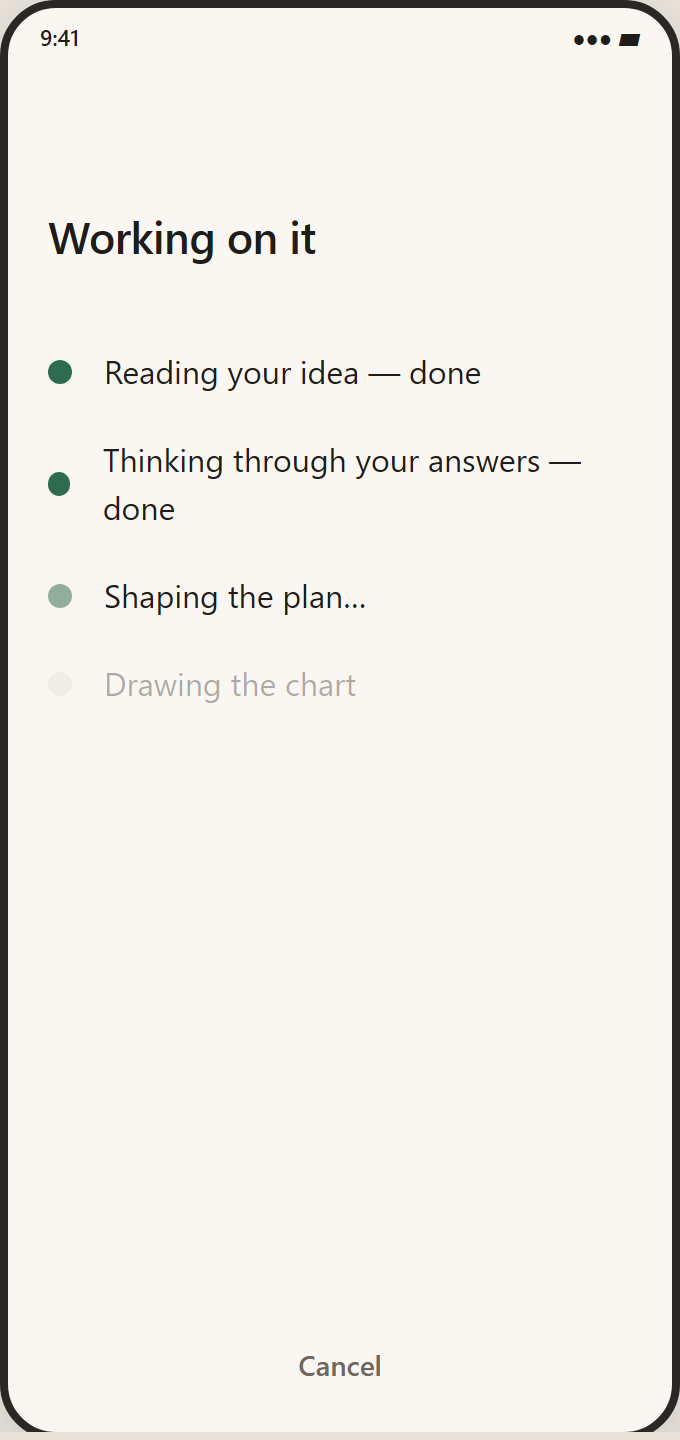 9:41
Working on it
Reading your idea — done
Thinking through your answers —
done
Shaping the plan…
Drawing the chart
Cancel